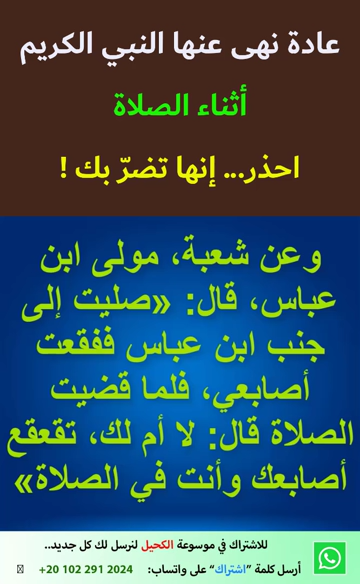 عادة نهى عنها النبي الكريم
أثناء الصلاة
احذر... إنها تضرّ بك !
وعن شعبة، مولى ابن
عباس، قال: «صليت إلى
جنب ابن عباس ففقعت
أصابعي، فلما قضيت
الصلاة قال: لا أم لك، تقعقع
أصابعك وأنت في الصلاة»
للاشتراك في موسوعة الكحيل لنرسل لك كل جديد..
أرسل كلمة "اشتراك" على واتساب: +20 102 291 2024